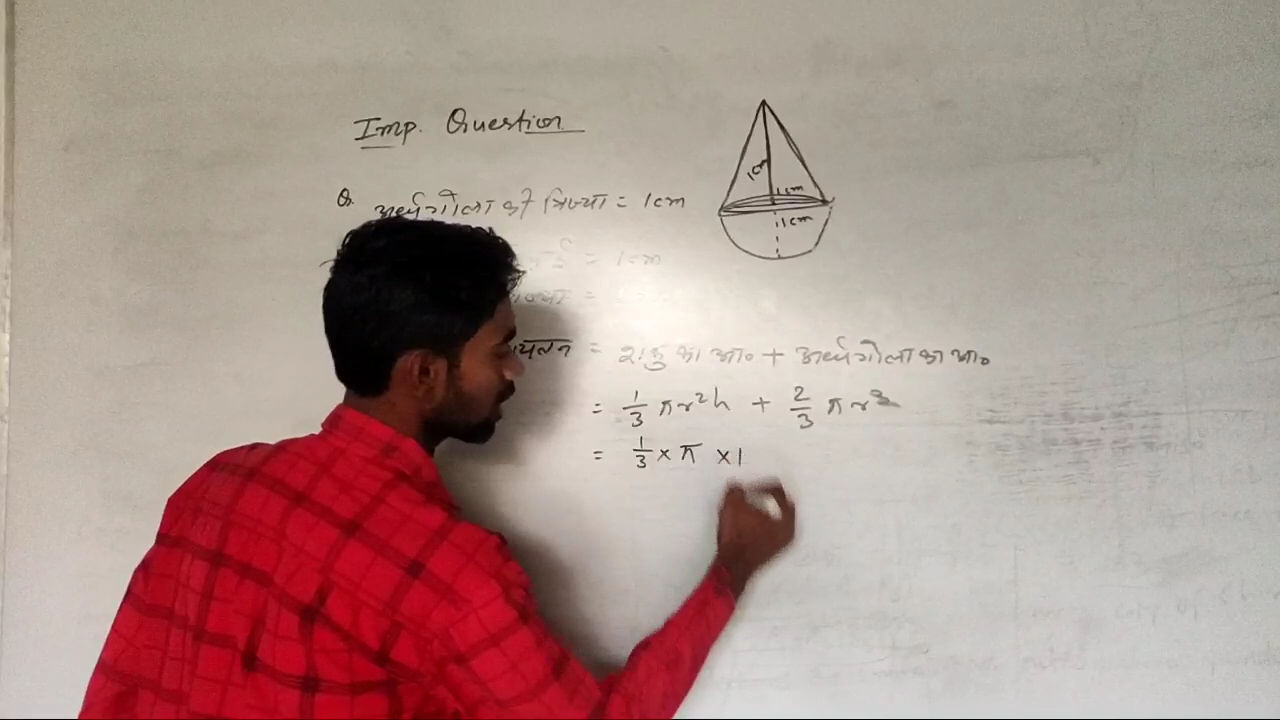 Imp. Question
1cm
1cm
1cm
Q. अर्धगोला की त्रिज्या = 1cm
= 1cm
=
= शंकु का आ० + अर्धगोला का आ०
= 1/3 πr²h + 2/3 πr³
= 1/3 × π × 1